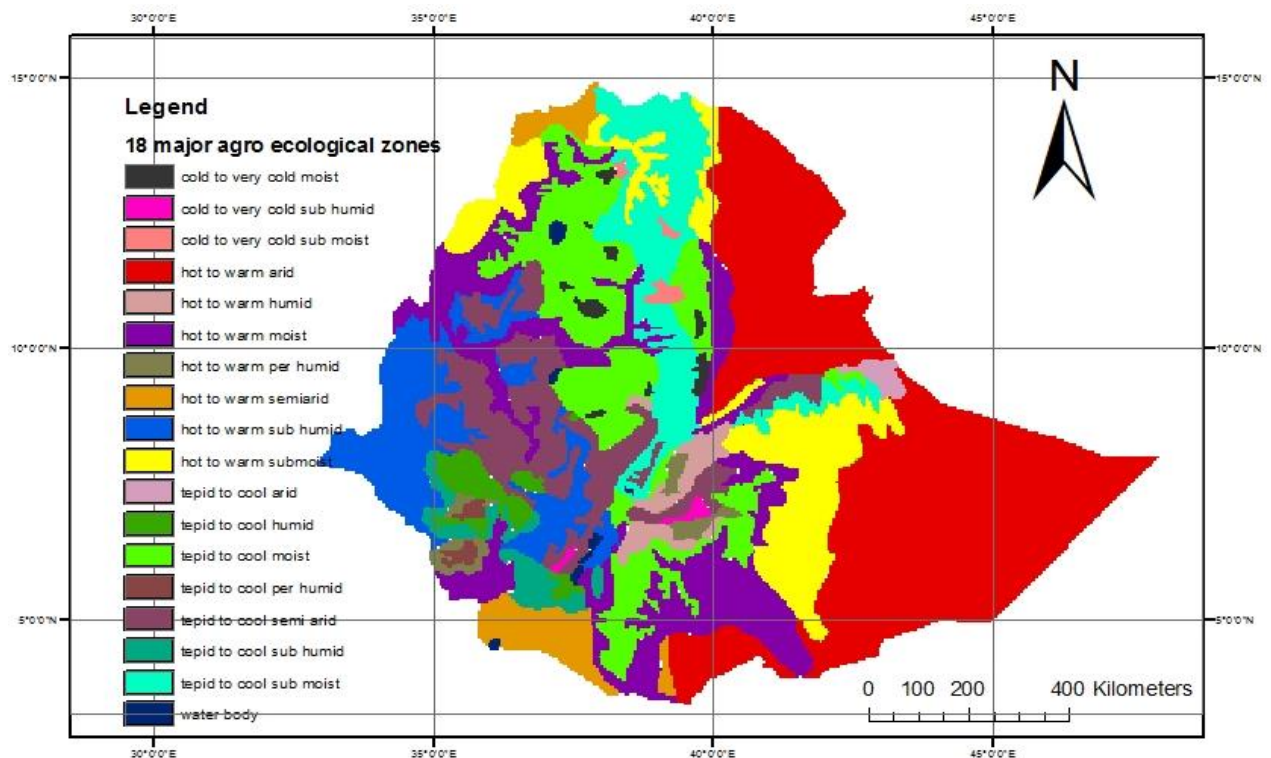 30°0'0"E 35°0'0"E 40°0'0"E 45°0'0"E
15°0'0"N 15°0'0"N
N
Legend
18 major agro ecological zones
cold to very cold moist
cold to very cold sub humid
cold to very cold sub moist
hot to warm arid
hot to warm humid
hot to warm moist
10°0'0"N 10°0'0"N
hot to warm per humid
hot to warm semiarid
hot to warm sub humid
hot to warm submoist
tepid to cool arid
tepid to cool humid
tepid to cool moist
tepid to cool per humid
5°0'0"N 5°0'0"N
tepid to cool semi arid
tepid to cool sub humid
tepid to cool sub moist
water body
0 100 200 400 Kilometers
30°0'0"E 35°0'0"E 40°0'0"E 45°0'0"E